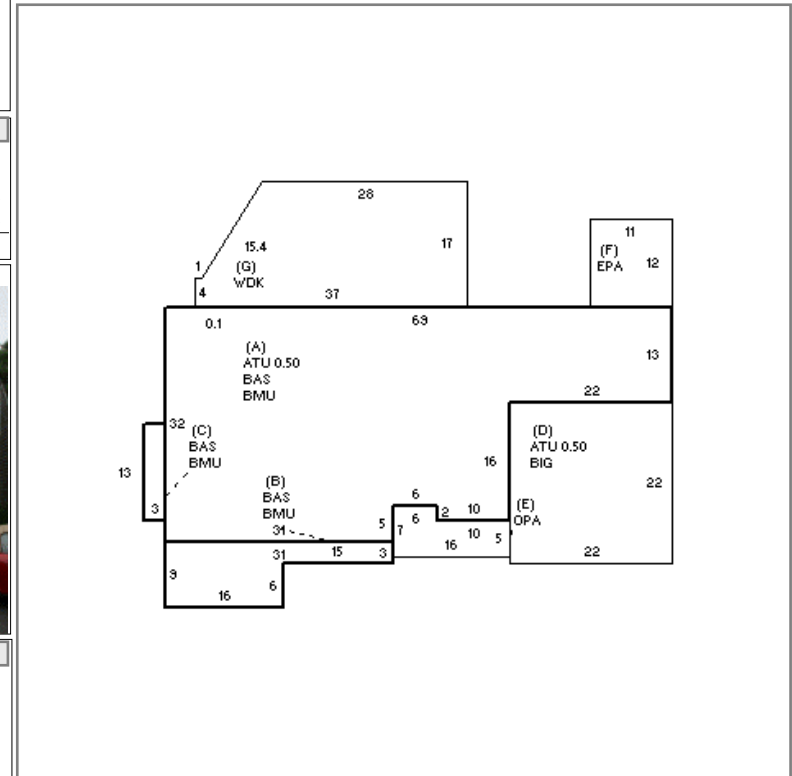 28
15.4
17
1
(G)
WDK
4
37
11
(F)
EPA
12
0.1
69
(A)
ATU 0.50
BAS
BMU
13
22
32
(C)
BAS
BMU
13
3
(B)
BAS
BMU
31
16
(D)
ATU 0.50
BIG
22
(E)
OPA
6
6
2
10
5
7
10
5
16
22
31
15
3
9
6
16